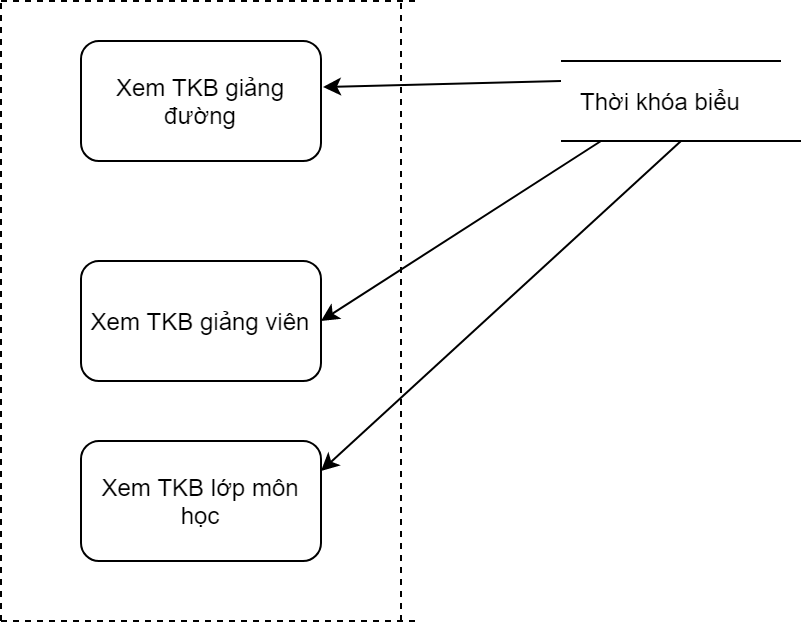 Xem TKB giảng
đường
Thời khóa biểu
Xem TKB giảng viên
Xem TKB lớp môn
học